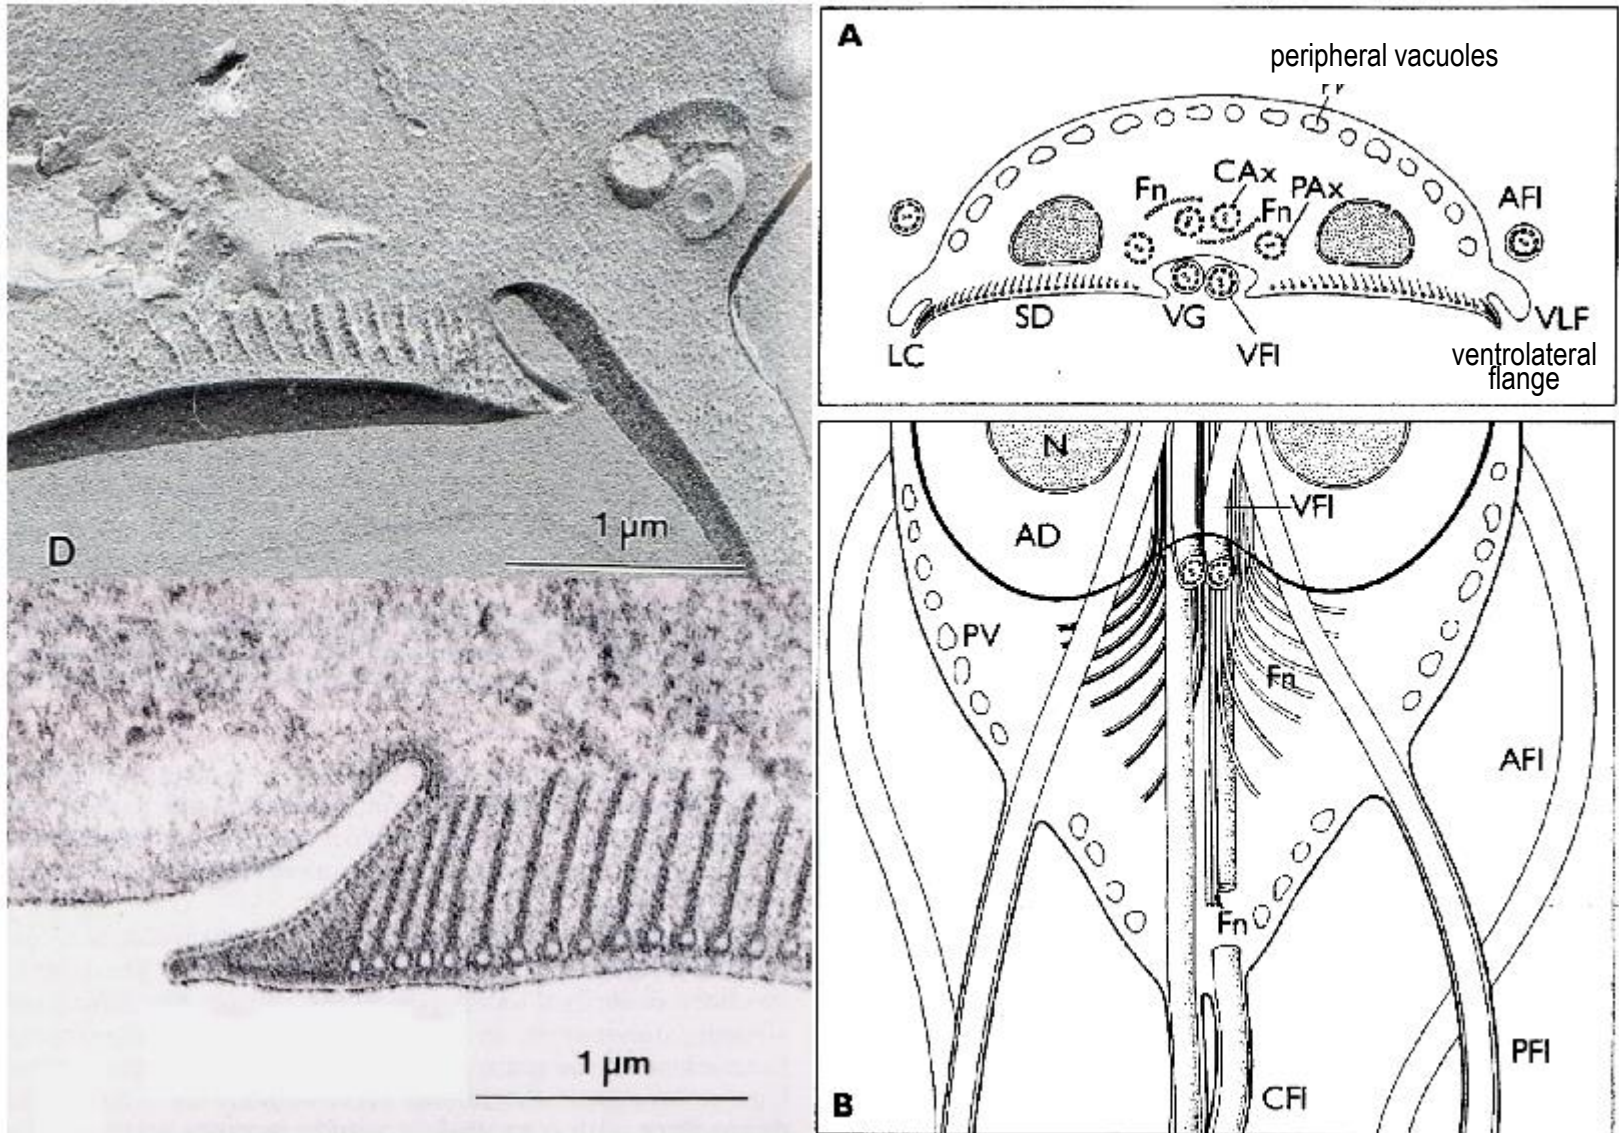 1 µm
D
1 µm
A
peripheral vacuoles
CAx
Fn
PAx
Fn
AFl
SD
VG
VLF
LC
VFl
ventrolateral
flange
N
VFl
AD
PV
Fn
AFl
Fn
PFl
CFl
B